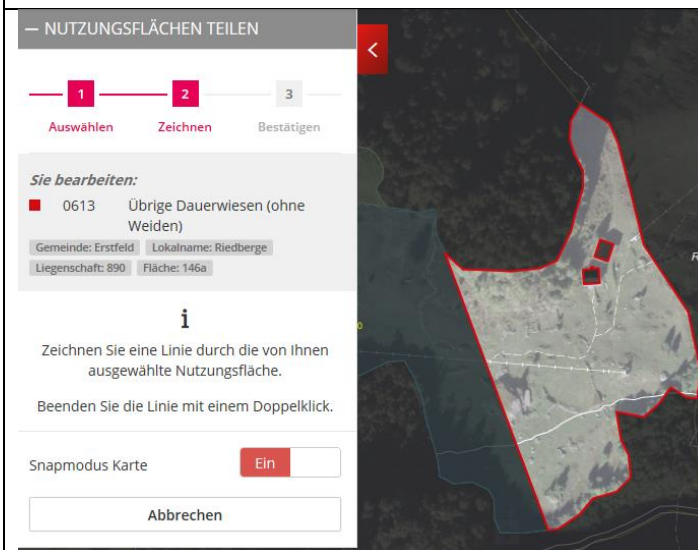 — NUTZUNGSFLÄCHEN TEILEN
<
1 2 3
Auswählen Zeichnen Bestätigen
Sie bearbeiten:
0613 Übrige Dauerwiesen (ohne
Weiden)
Gemeinde: Erstfeld Lokalname: Riedberge
Liegenschaft: 890 Fläche: 146a
i
Zeichnen Sie eine Linie durch die von Ihnen
ausgewählte Nutzungsfläche.
Beenden Sie die Linie mit einem Doppelklick.
Snapmodus Karte Ein
Abbrechen
R